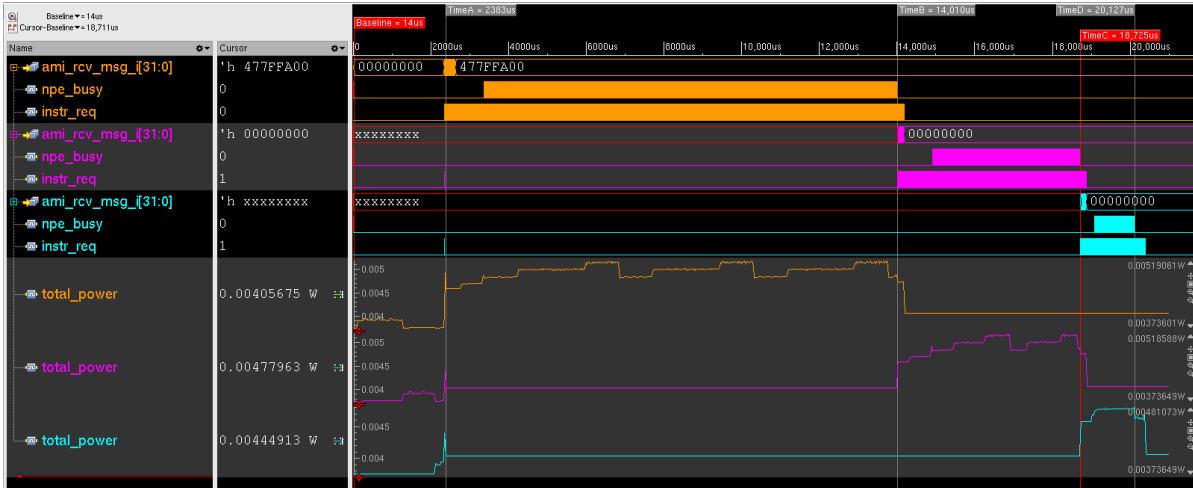 Baseline ▾ = 14us
Cursor-Baseline ▾ = 18,711us
TimeA = 2383us
TimeB = 14,010us
TimeD = 20,127us
Baseline = 14us
TimeC = 18,725us
Name
Cursor
0
2000us
4000us
6000us
8000us
10,000us
12,000us
14,000us
16,000us
18,000us
20,000us
ami_rcv_msg_i[31:0]
'h 477FFA00
00000000
477FFA00
npe_busy
0
instr_req
0
ami_rcv_msg_i[31:0]
'h 00000000
xxxxxxxx
00000000
npe_busy
0
instr_req
1
ami_rcv_msg_i[31:0]
'h xxxxxxxx
xxxxxxxx
00000000
npe_busy
0
instr_req
1
total_power
0.00405675 W
0.005
0.0045
0.004
0.00519061W
0.00373601W
total_power
0.00477963 W
0.005
0.0045
0.004
0.00518588W
0.00373649W
total_power
0.00444913 W
0.0045
0.004
0.00481073W
0.00373649W